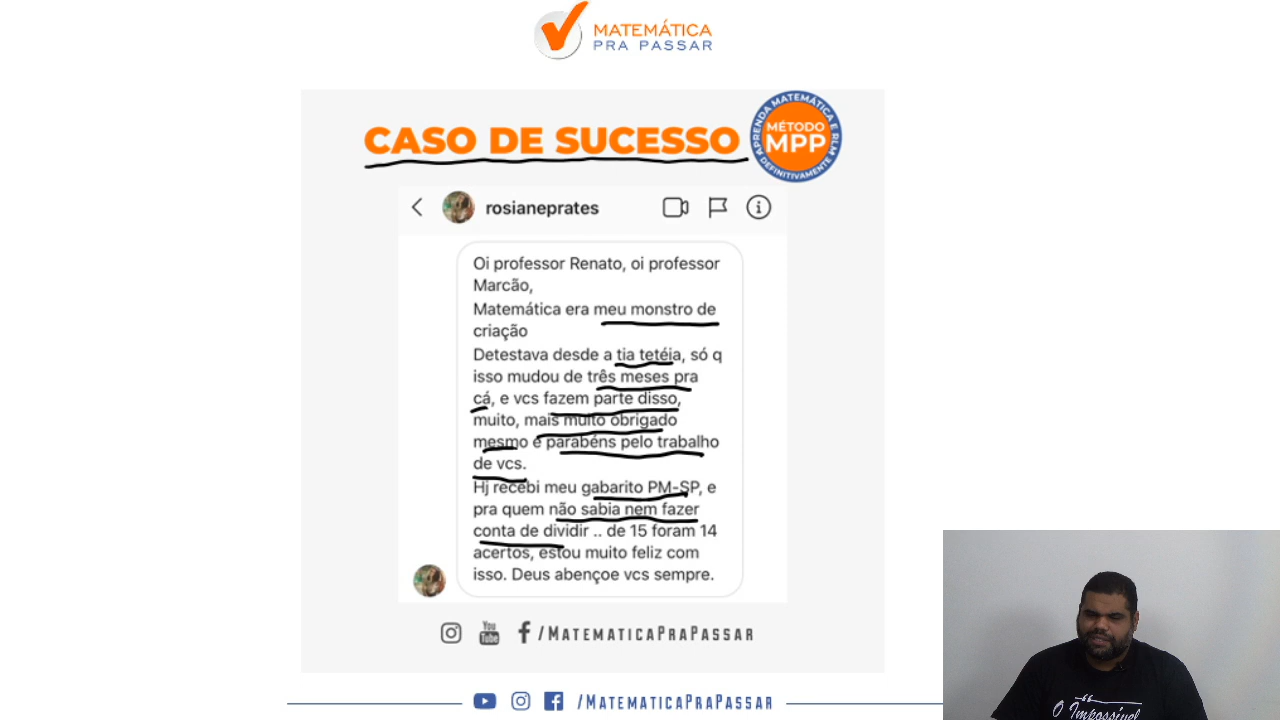 MATEMÁTICA
PRA PASSAR
CASO DE SUCESSO
APRENDA MATEMÁTICA E RLM
MÉTODO
MPP
DEFINITIVAMENTE
rosianeprates
Oi professor Renato, oi professor
Marcão,
Matemática era meu monstro de
criação
Detestava desde a tia tetéia, só q
isso mudou de três meses pra
cá, e vcs fazem parte disso,
muito, mais muito obrigado
mesmo e parabéns pelo trabalho
de vcs.
Hj recebi meu gabarito PM-SP, e
pra quem não sabia nem fazer
conta de dividir .. de 15 foram 14
acertos, estou muito feliz com
isso. Deus abençoe vcs sempre.
You
Tube
/MATEMATICAPRAPASSAR
/MATEMATICAPRAPASSAR
O Impossível